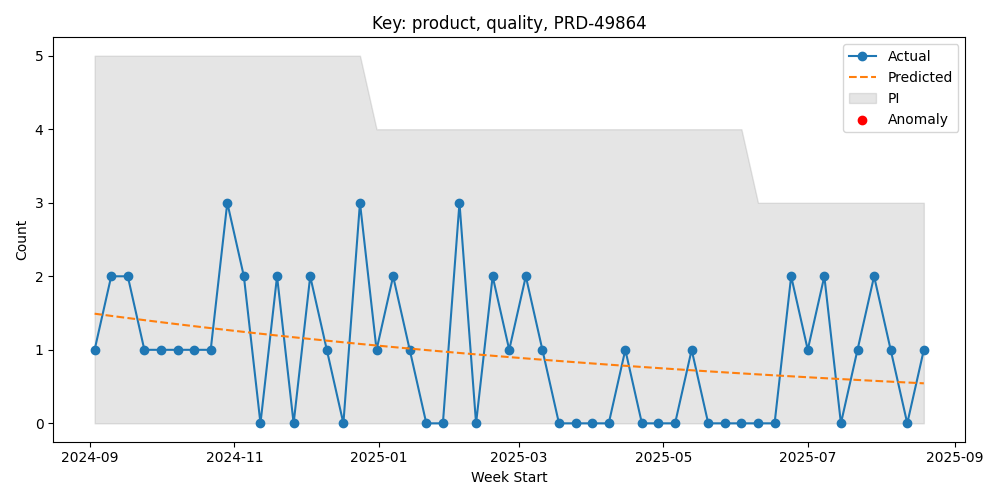 Key: product, quality, PRD-49864
Actual
Predicted
PI
Anomaly
Count
5
4
3
2
1
0
2024-09
2024-11
2025-01
2025-03
2025-05
2025-07
2025-09
Week Start